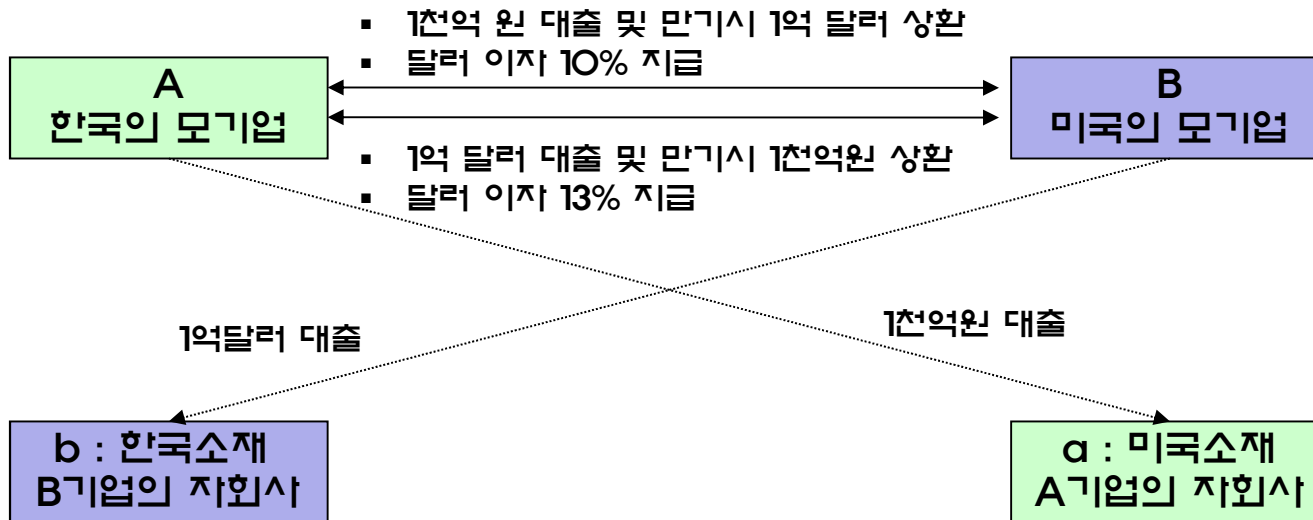 ▪ 1천억 원 대출 및 만기시 1억 달러 상환
▪ 달러 이자 10% 지급
A
한국인 모기업
B
미국인 모기업
▪ 1억 달러 대출 및 만기시 1천억원 상환
▪ 달러 이자 13% 지급
1억달러 대출
1천억원 대출
b : 한국소재
B기업인 자회사
a : 미국소재
A기업인 자회사